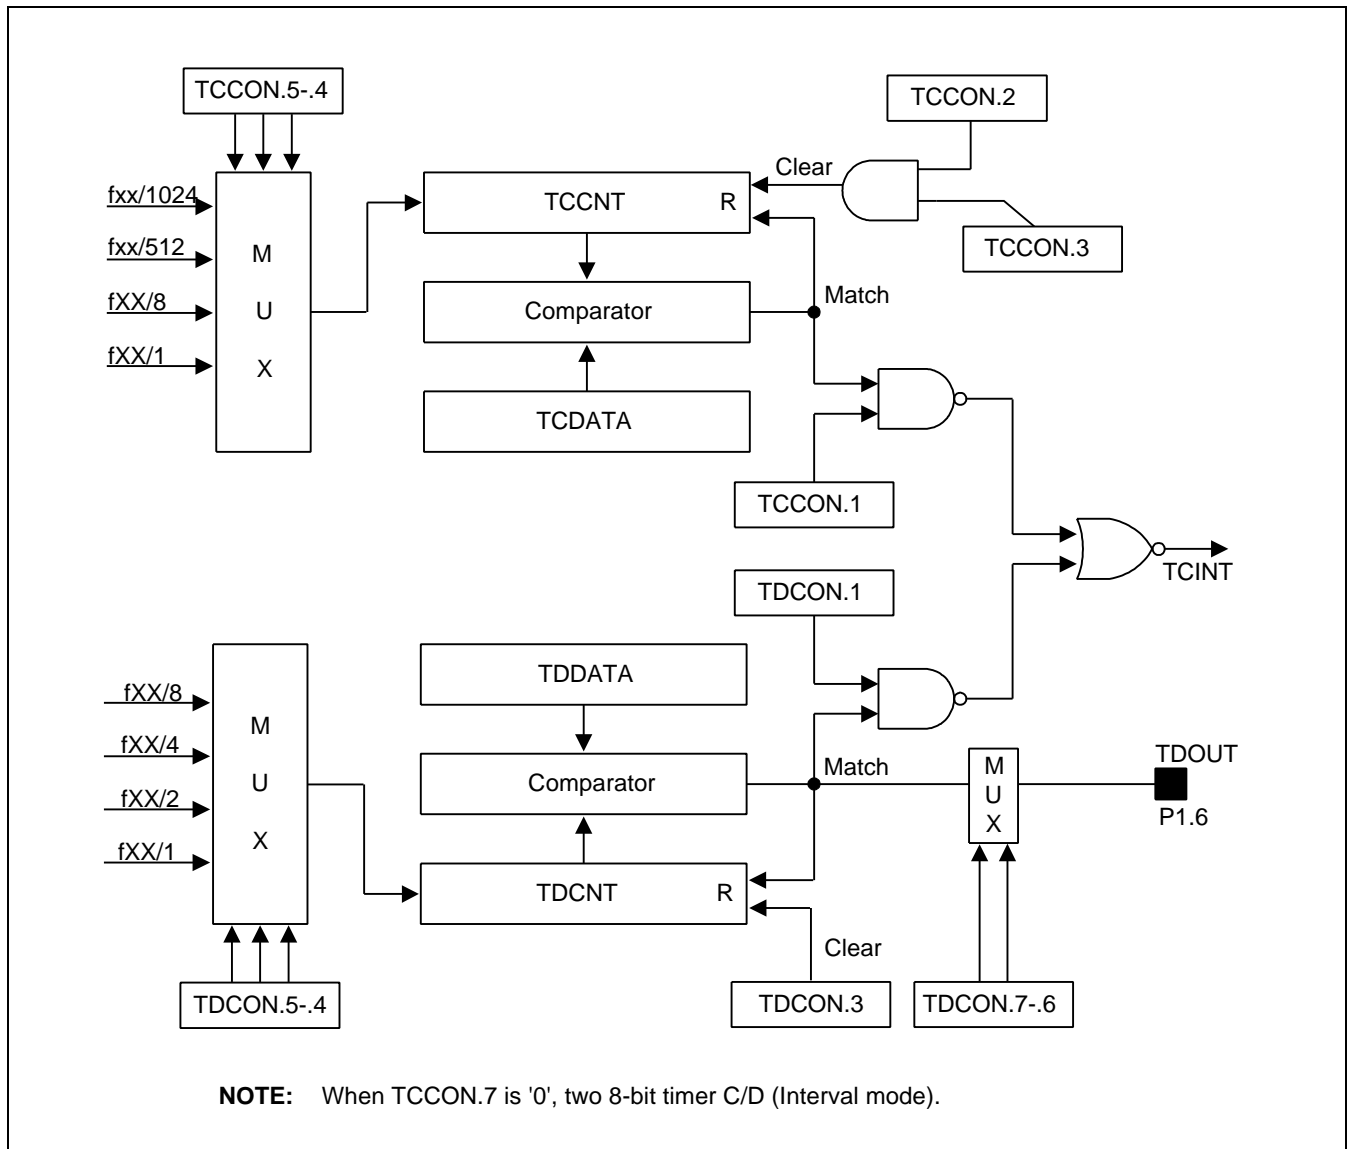 TCCON.5-.4
TCCON.2
Clear
fxx/1024
TCCNT
R
fxx/512
TCCON.3
M
fXX/8
U
Comparator
Match
fXX/1
X
TCDATA
TCCON.1
TCINT
TDCON.1
TDDATA
fXX/8
M
fXX/4
U
Comparator
Match
M
U
X
TDOUT
P1.6
fXX/2
fXX/1
X
TDCNT
R
Clear
TDCON.5-.4
TDCON.3
TDCON.7-.6
NOTE: When TCCON.7 is '0', two 8-bit timer C/D (Interval mode).